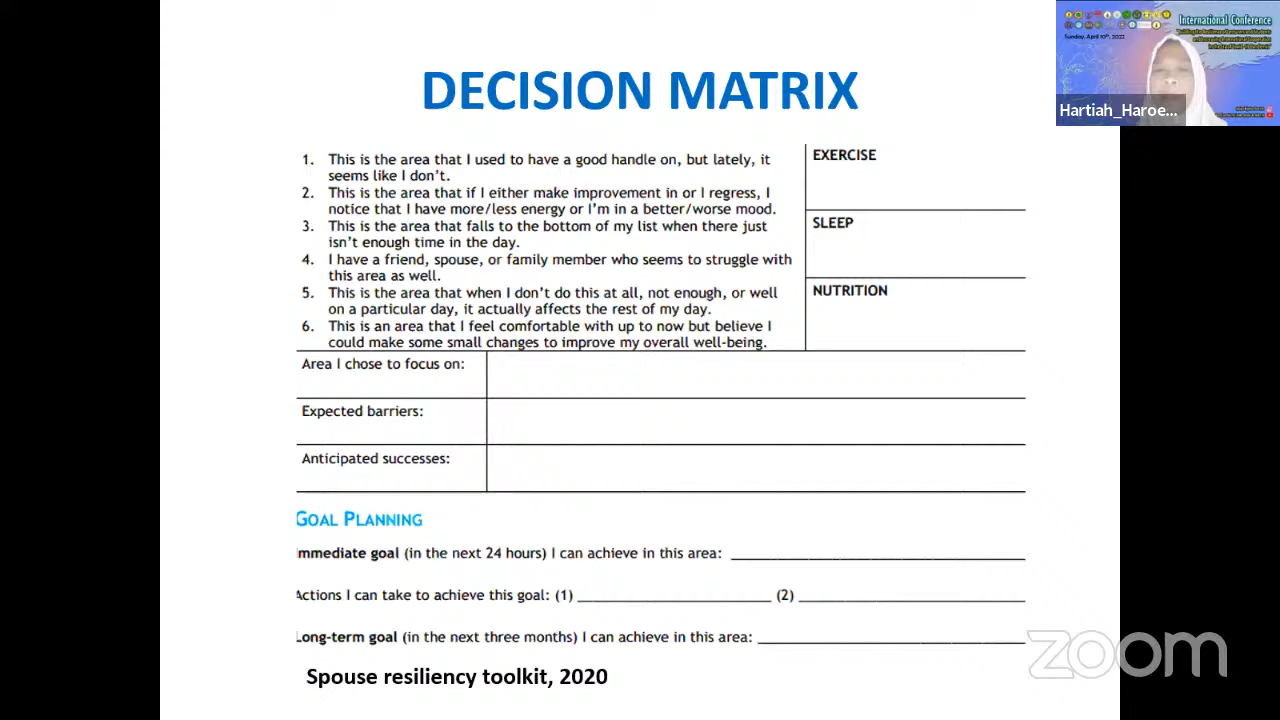 International Conference
Sunday, April 10th, 2022
Hartiah_Haroe...
DECISION MATRIX
1. This is the area that I used to have a good handle on, but lately, it
seems like I don't.
2. This is the area that if I either make improvement in or I regress, I
notice that I have more/less energy or I'm in a better/worse mood.
3. This is the area that falls to the bottom of my list when there just
isn't enough time in the day.
4. I have a friend, spouse, or family member who seems to struggle with
this area as well.
5. This is the area that when I don't do this at all, not enough, or well
on a particular day, it actually affects the rest of my day.
6. This is an area that I feel comfortable with up to now but believe I
could make some small changes to improve my overall well-being.
EXERCISE
SLEEP
NUTRITION
Area I chose to focus on:
Expected barriers:
Anticipated successes:
GOAL PLANNING
Immediate goal (in the next 24 hours) I can achieve in this area:
Actions I can take to achieve this goal: (1) (2)
Long-term goal (in the next three months) I can achieve in this area:
Spouse resiliency toolkit, 2020
zoom